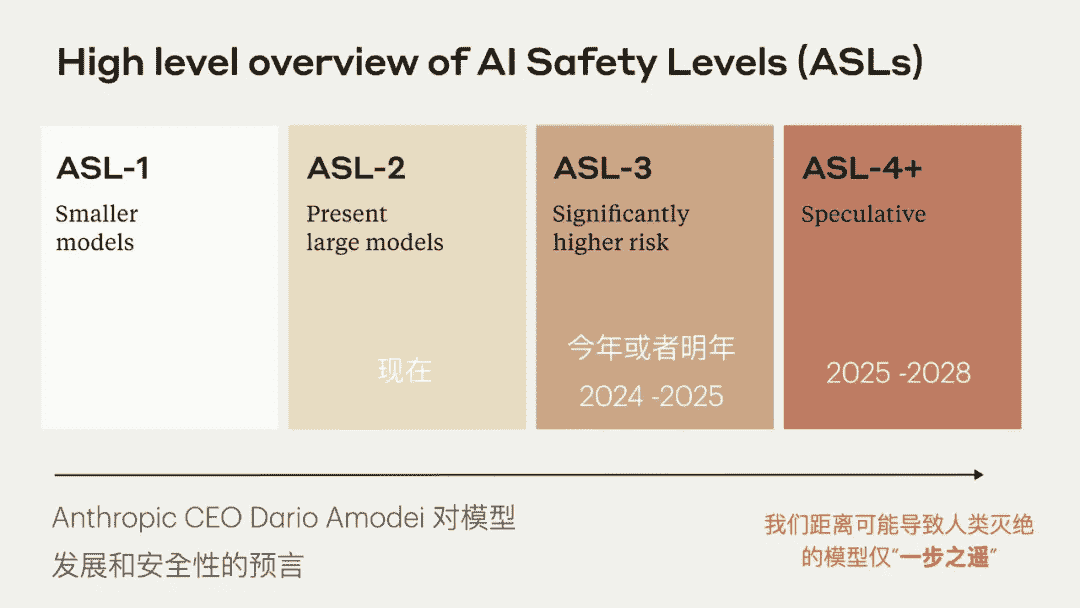 High level overview of AI Safety Levels (ASLs)
ASL-1
Smaller
models
ASL-2
Present
large models
现在
ASL-3
Significantly
higher risk
今年或者明年
2024 -2025
ASL-4+
Speculative
2025 -2028
Anthropic CEO Dario Amodei 对模型
发展和安全性的预言
我们距离可能导致人类灭绝
的模型仅“一步之遥”